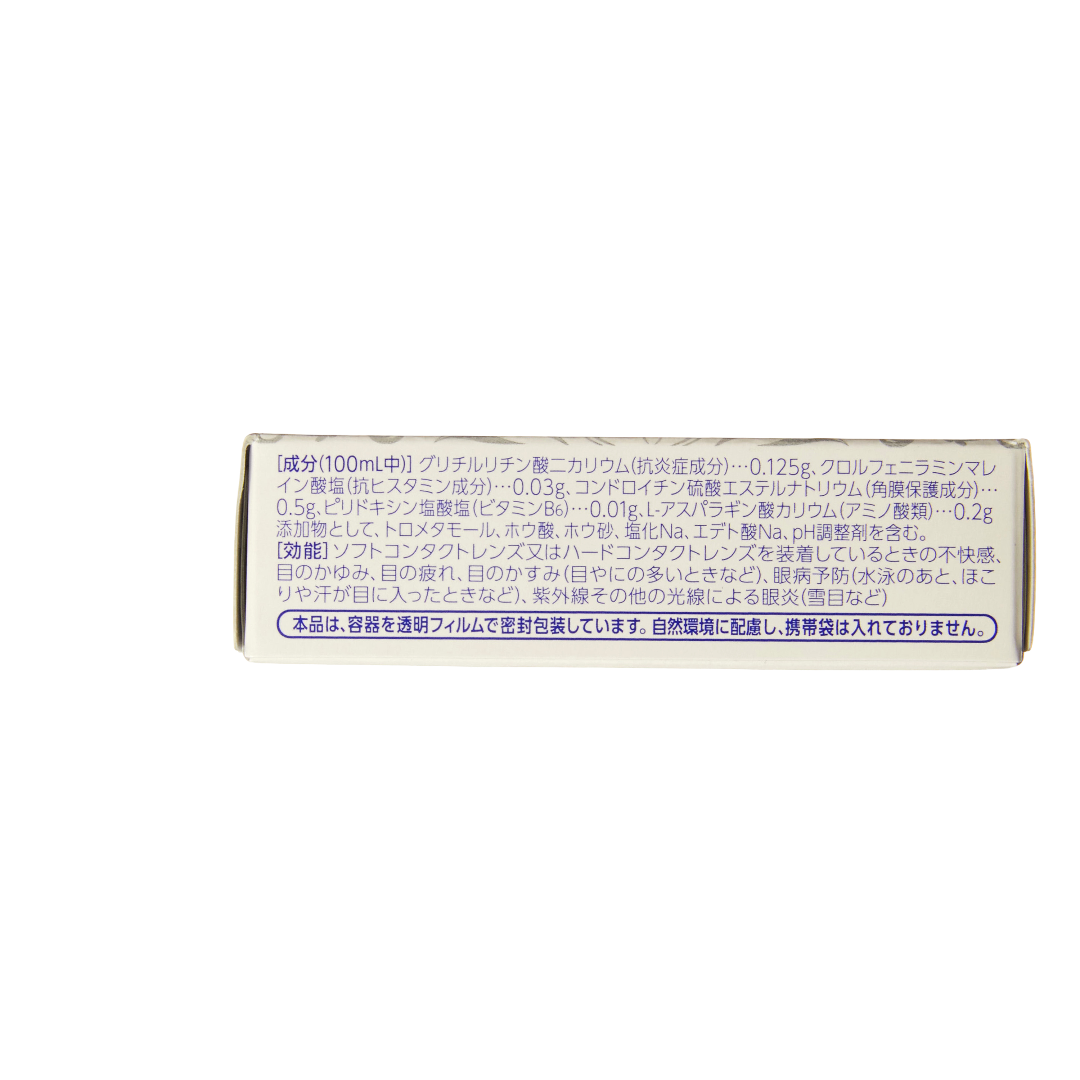 [成分(100mL中)] グリチルリチン酸二カリウム(抗炎症成分)…0.125g、クロルフェニラミンマレ
イン酸塩(抗ヒスタミン成分)…0.03g、コンドロイチン硫酸エステルナトリウム(角膜保護成分)…
0.5g、ピリドキシン塩酸塩(ビタミンB6)…0.01g、L-アスパラギン酸カリウム(アミノ酸類)…0.2g
添加物として、トロメタモール、ホウ酸、ホウ砂、塩化Na、エデト酸Na、pH調整剤を含む。
[効能] ソフトコンタクトレンズ又はハードコンタクトレンズを装着しているときの不快感、
目のかゆみ、目の疲れ、目のかすみ(目やにの多いときなど)、眼病予防(水泳のあと、ほこ
りや汗が目に入ったときなど)、紫外線その他の光線による眼炎(雪目など)
本品は、容器を透明フィルムで密封包装しています。自然環境に配慮し、携帯袋は入れておりません。